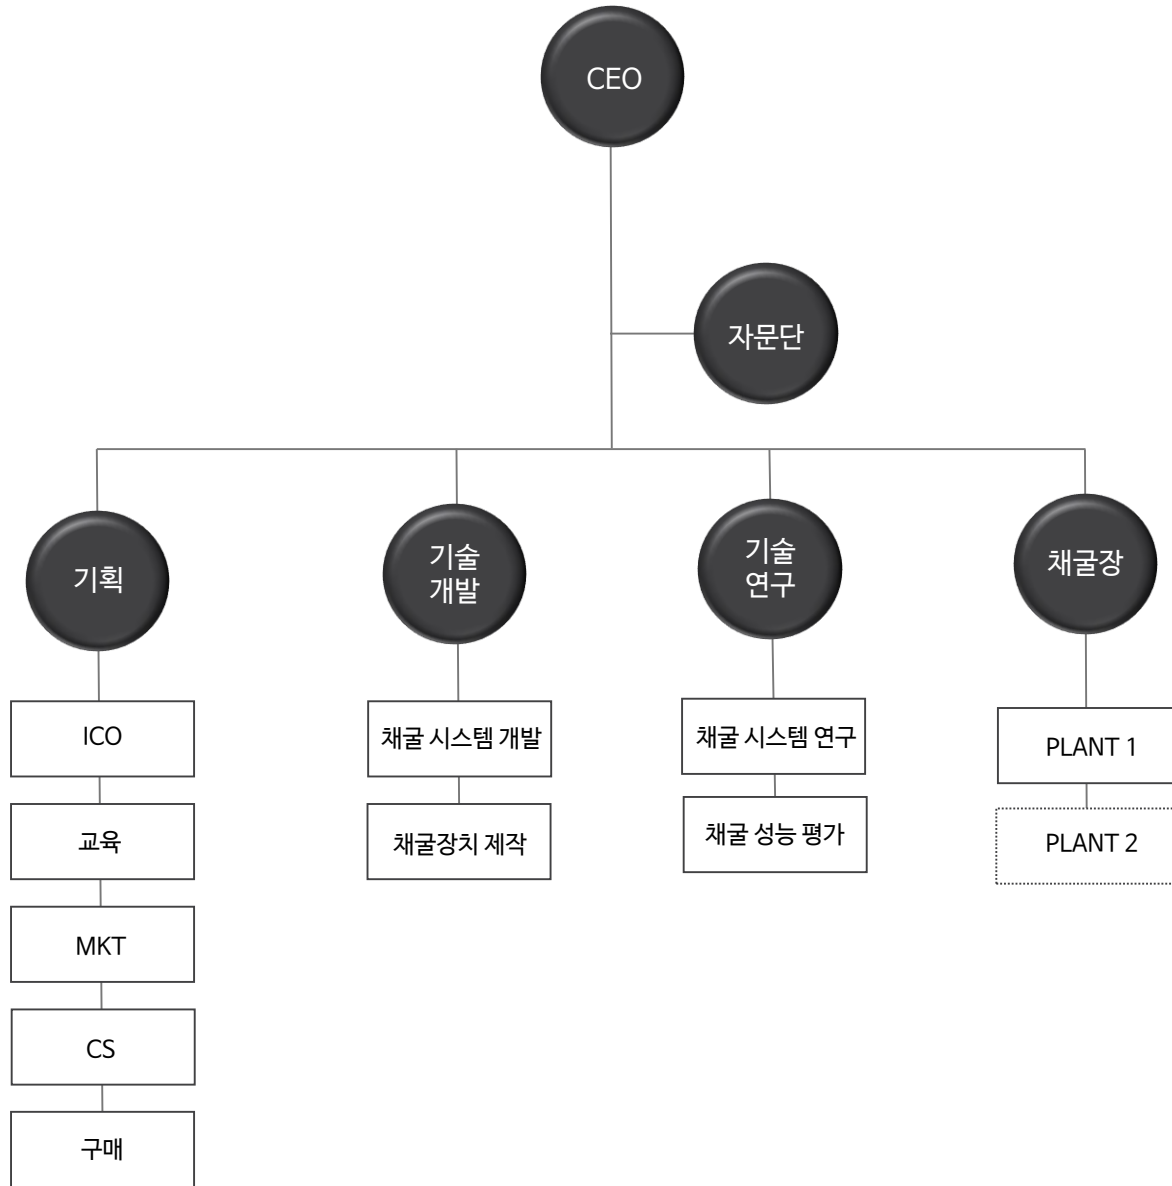 CEO
자문단
기획
기술
개발
기술
연구
채굴장
ICO
교육
MKT
CS
구매
채굴 시스템 개발
채굴장치 제작
채굴 시스템 연구
채굴 성능 평가
PLANT 1
PLANT 2